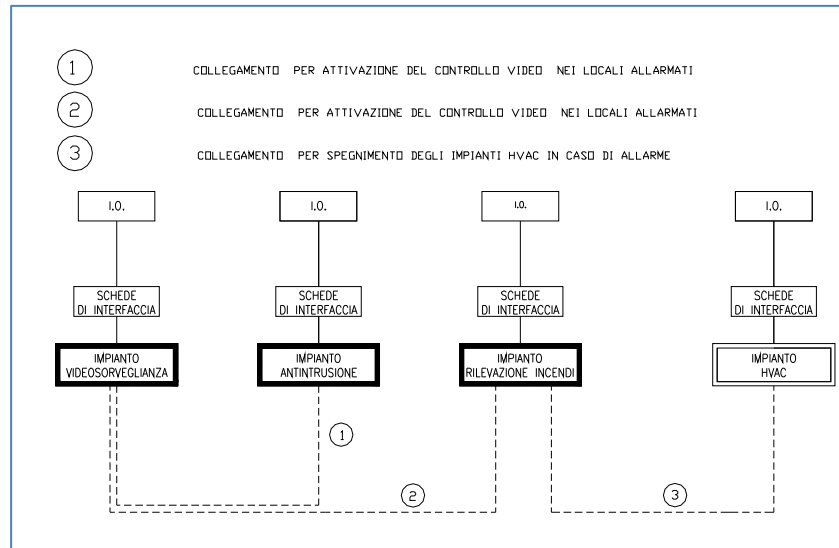 1 COLLEGAMENTO PER ATTIVAZIONE DEL CONTROLLO VIDEO NEI LOCALI ALLARMATI
2 COLLEGAMENTO PER ATTIVAZIONE DEL CONTROLLO VIDEO NEI LOCALI ALLARMATI
3 COLLEGAMENTO PER SPEGNIMENTO DEGLI IMPIANTI HVAC IN CASO DI ALLARME
I.O. I.O. I.O. I.O.
SCHEDE SCHEDE SCHEDE SCHEDE
DI INTERFACCIA DI INTERFACCIA DI INTERFACCIA DI INTERFACCIA
IMPIANTO IMPIANTO IMPIANTO IMPIANTO
VIDEOSORVEGLIANZA ANTINTRUSIONE RILEVAZIONE INCENDI HVAC
1
2 3